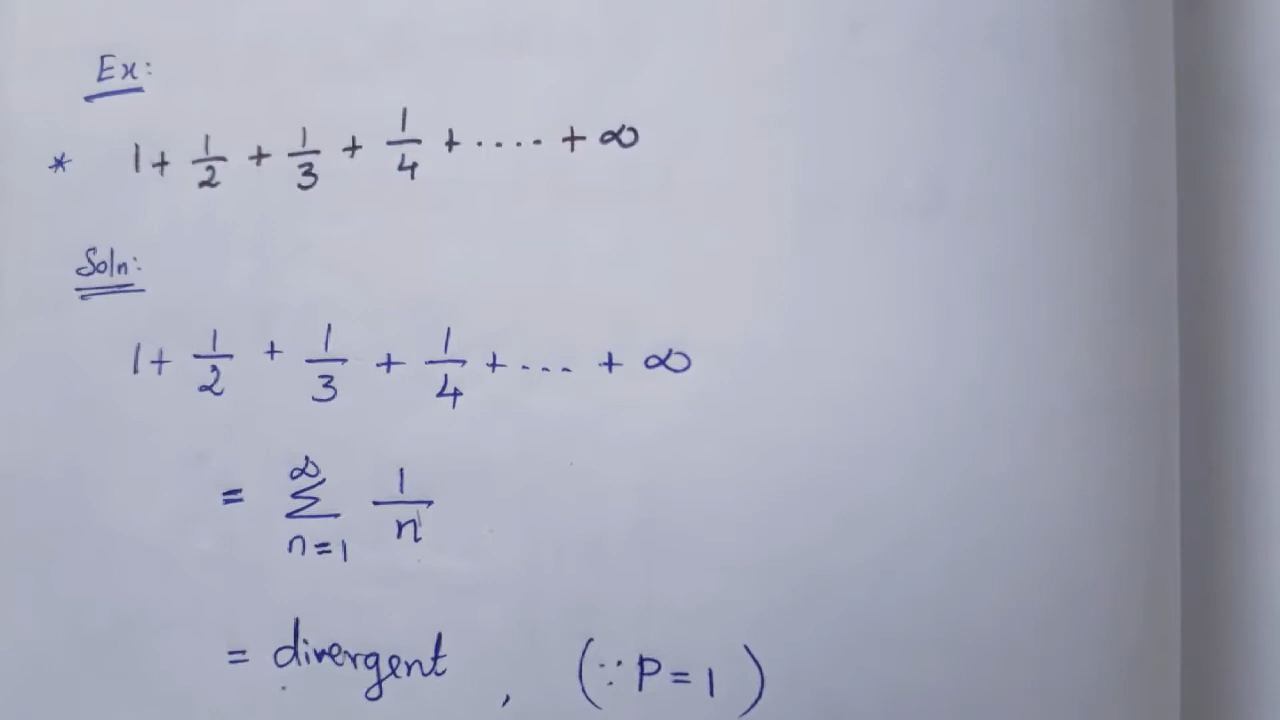 Ex:
* 1 + 1/2 + 1/3 + 1/4 + .... + ∞
Soln:
1 + 1/2 + 1/3 + 1/4 + ... + ∞
= ∞ Σ n=1 1/n
= divergent , (∵ P = 1)